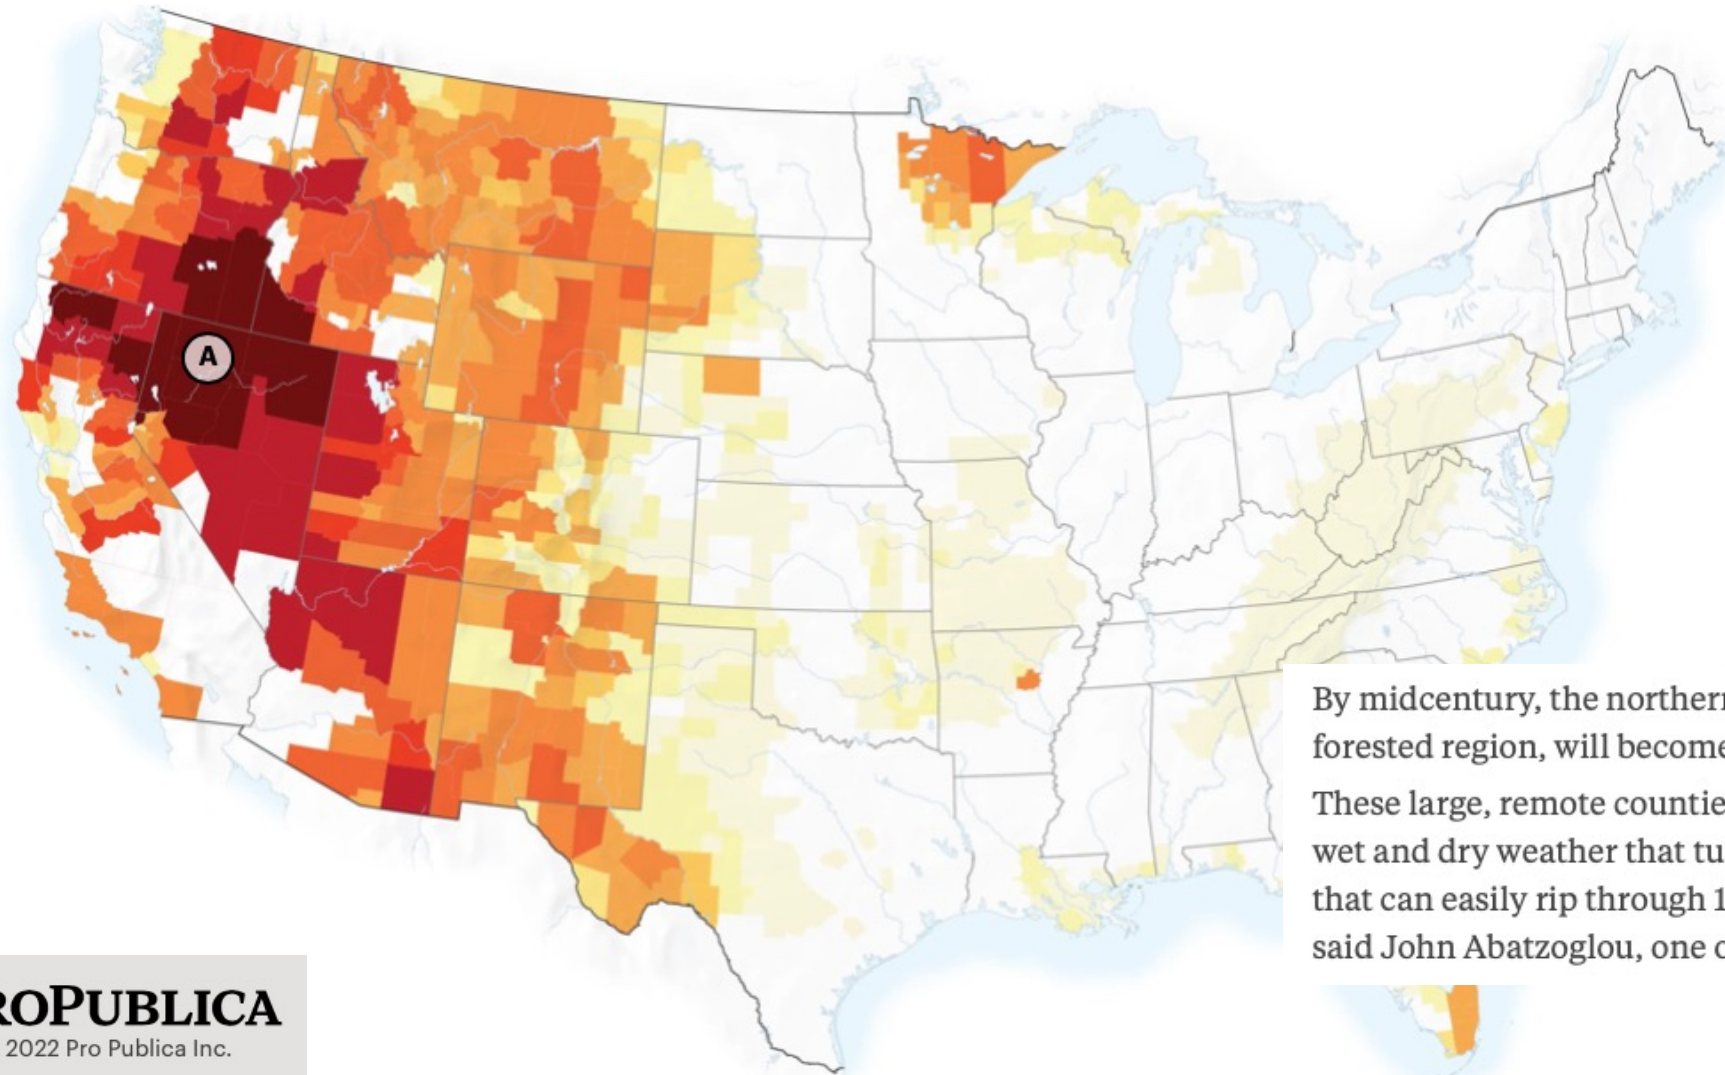 A
By midcentury, the northern
forested region, will become
These large, remote counties
wet and dry weather that tu
that can easily rip through 1
said John Abatzoglou, one o
ROPUBLICA
2022 Pro Publica Inc.